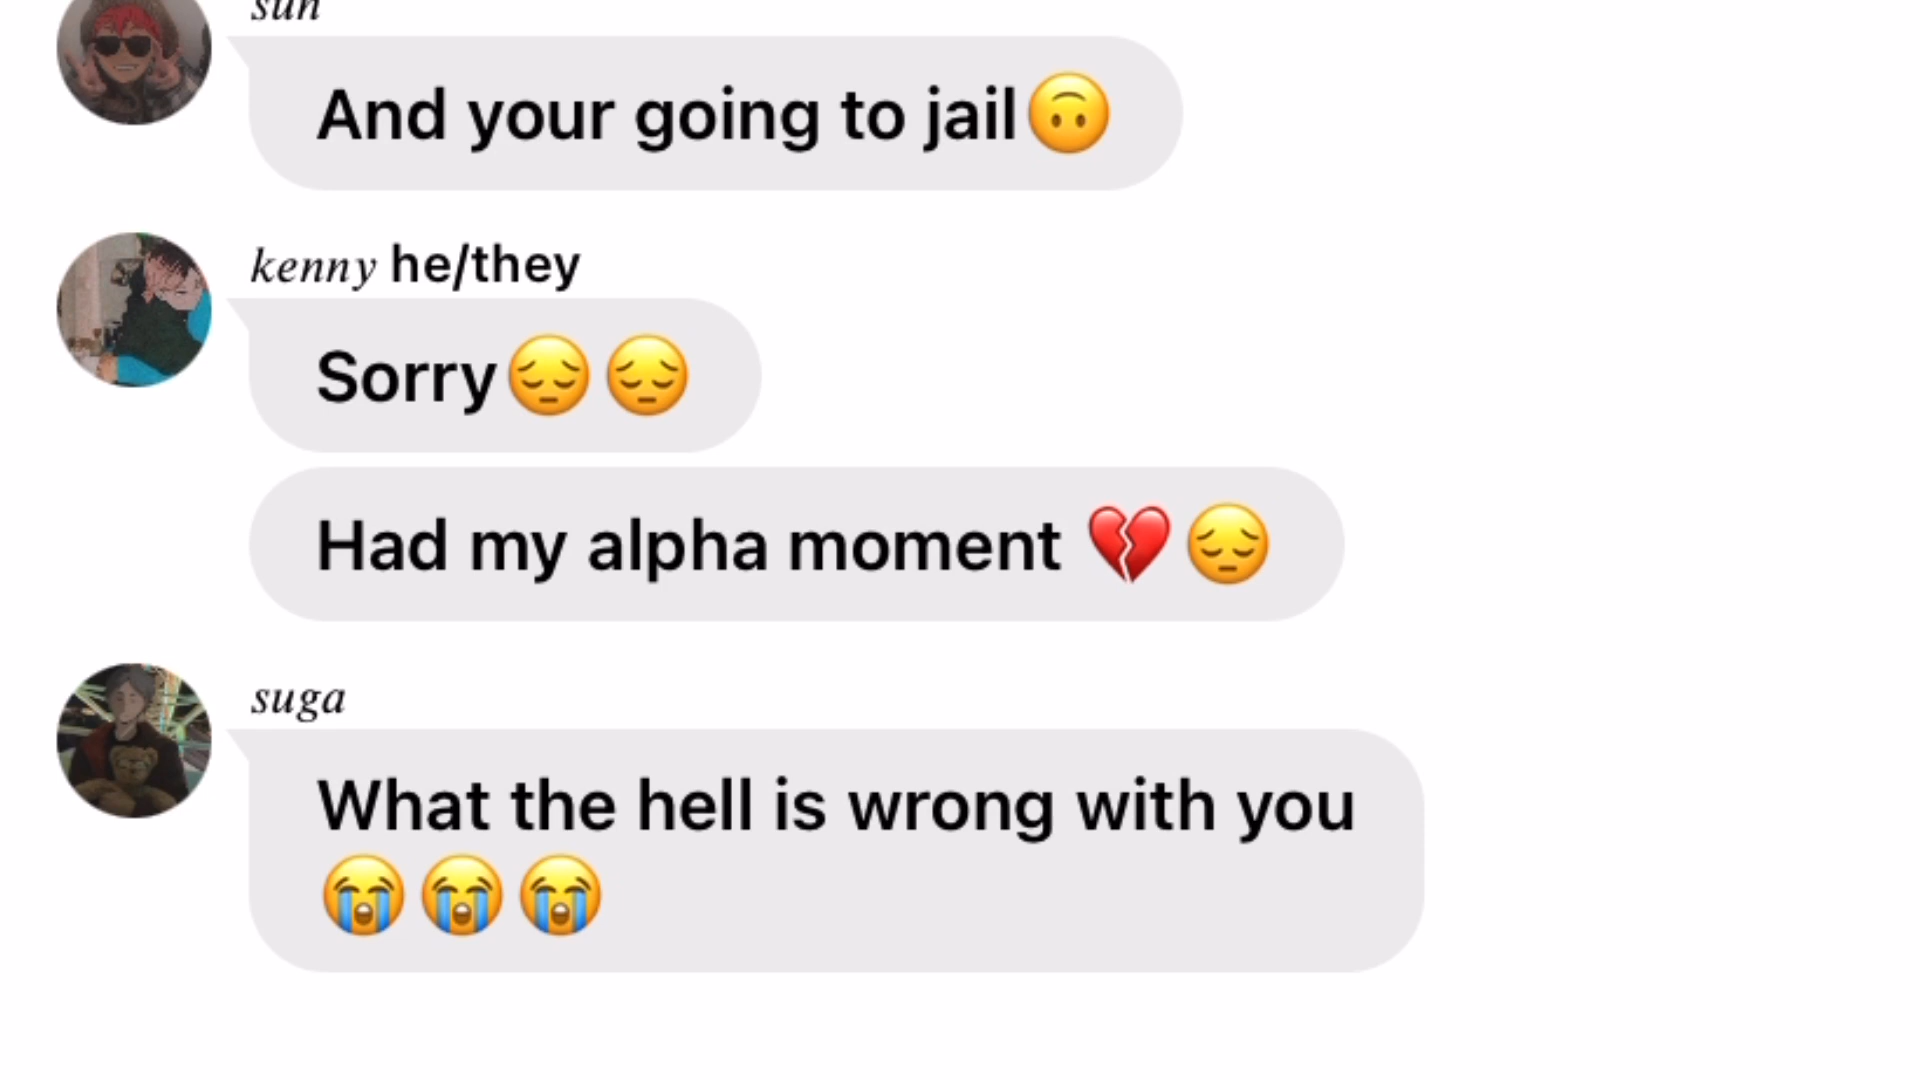 sun
And your going to jail🙃
kenny he/they
Sorry😔😔
Had my alpha moment 💔😔
suga
What the hell is wrong with you
😭😭😭